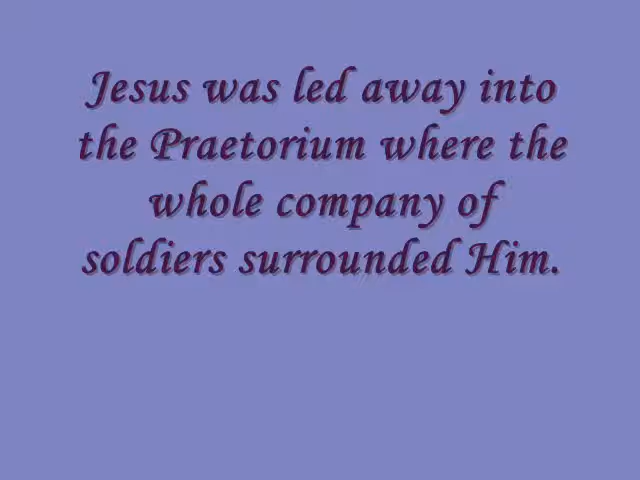 Jesus was led away into
the Praetorium where the
whole company of
soldiers surrounded Him.